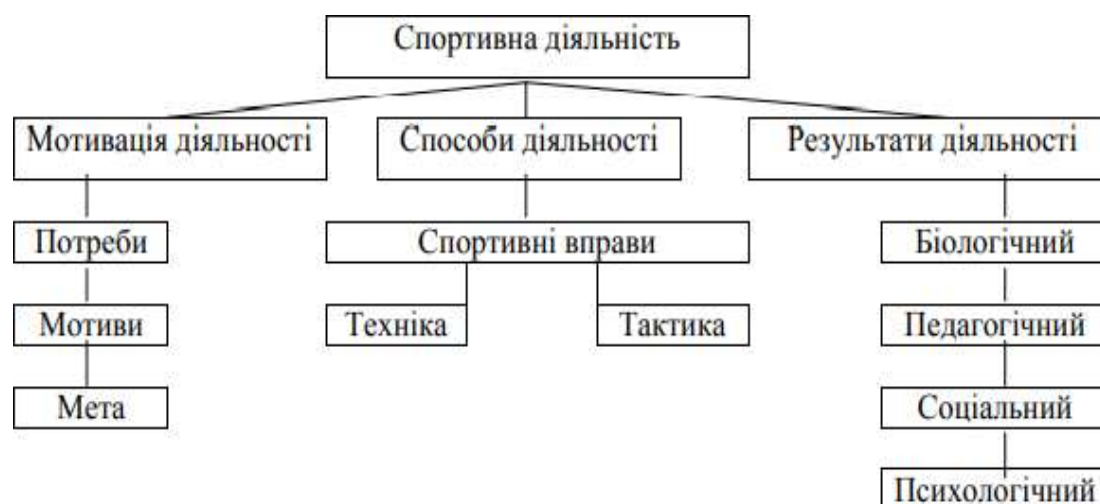 Спортивна діяльність
Мотивація діяльності
Способи діяльності
Результати діяльності
Потреби
Спортивні вправи
Біологічний
Мотиви
Техніка
Тактика
Педагогічний
Мета
Соціальний
Психологічний